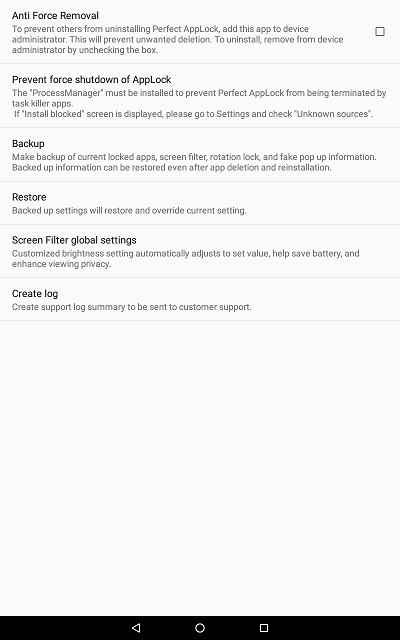 Anti Force Removal
To prevent others from uninstalling Perfect AppLock, add this app to device
administrator. This will prevent unwanted deletion. To uninstall, remove from device
administrator by unchecking the box.
Prevent force shutdown of AppLock
The "ProcessManager" must be installed to prevent Perfect AppLock from being terminated by
task killer apps.
If "Install blocked" screen is displayed, please go to Settings and check "Unknown sources".
Backup
Make backup of current locked apps, screen filter, rotation lock, and fake pop up information.
Backed up information can be restored even after app deletion and reinstallation.
Restore
Backed up settings will restore and override current setting.
Screen Filter global settings
Customized brightness setting automatically adjusts to set value, help save battery, and
enhance viewing privacy.
Create log
Create support log summary to be sent to customer support.